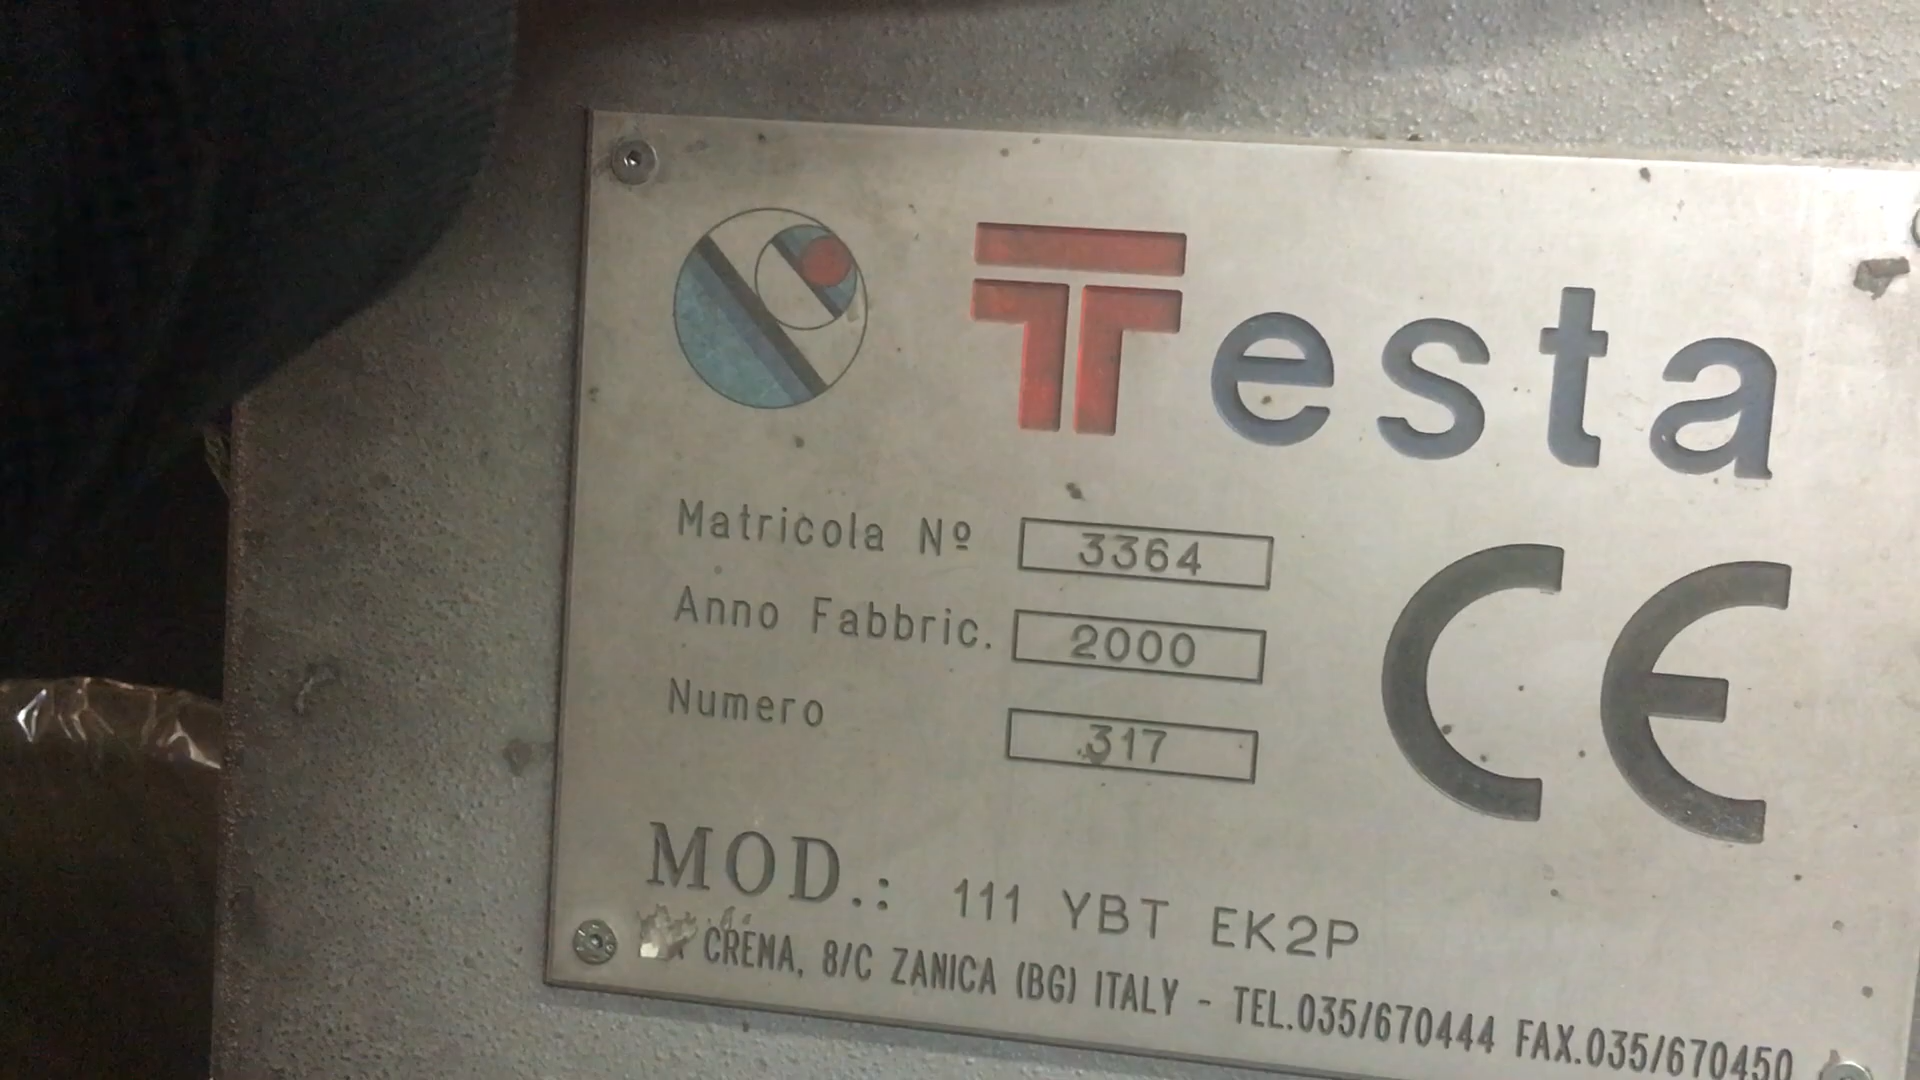 Testa
Matricola Nº 3364
Anno Fabbric. 2000
Numero 317
CE
MOD.: 111 YBT EK2P
CREMA, 8/C ZANICA (BG) ITALY - TEL.035/670444 FAX.035/670450